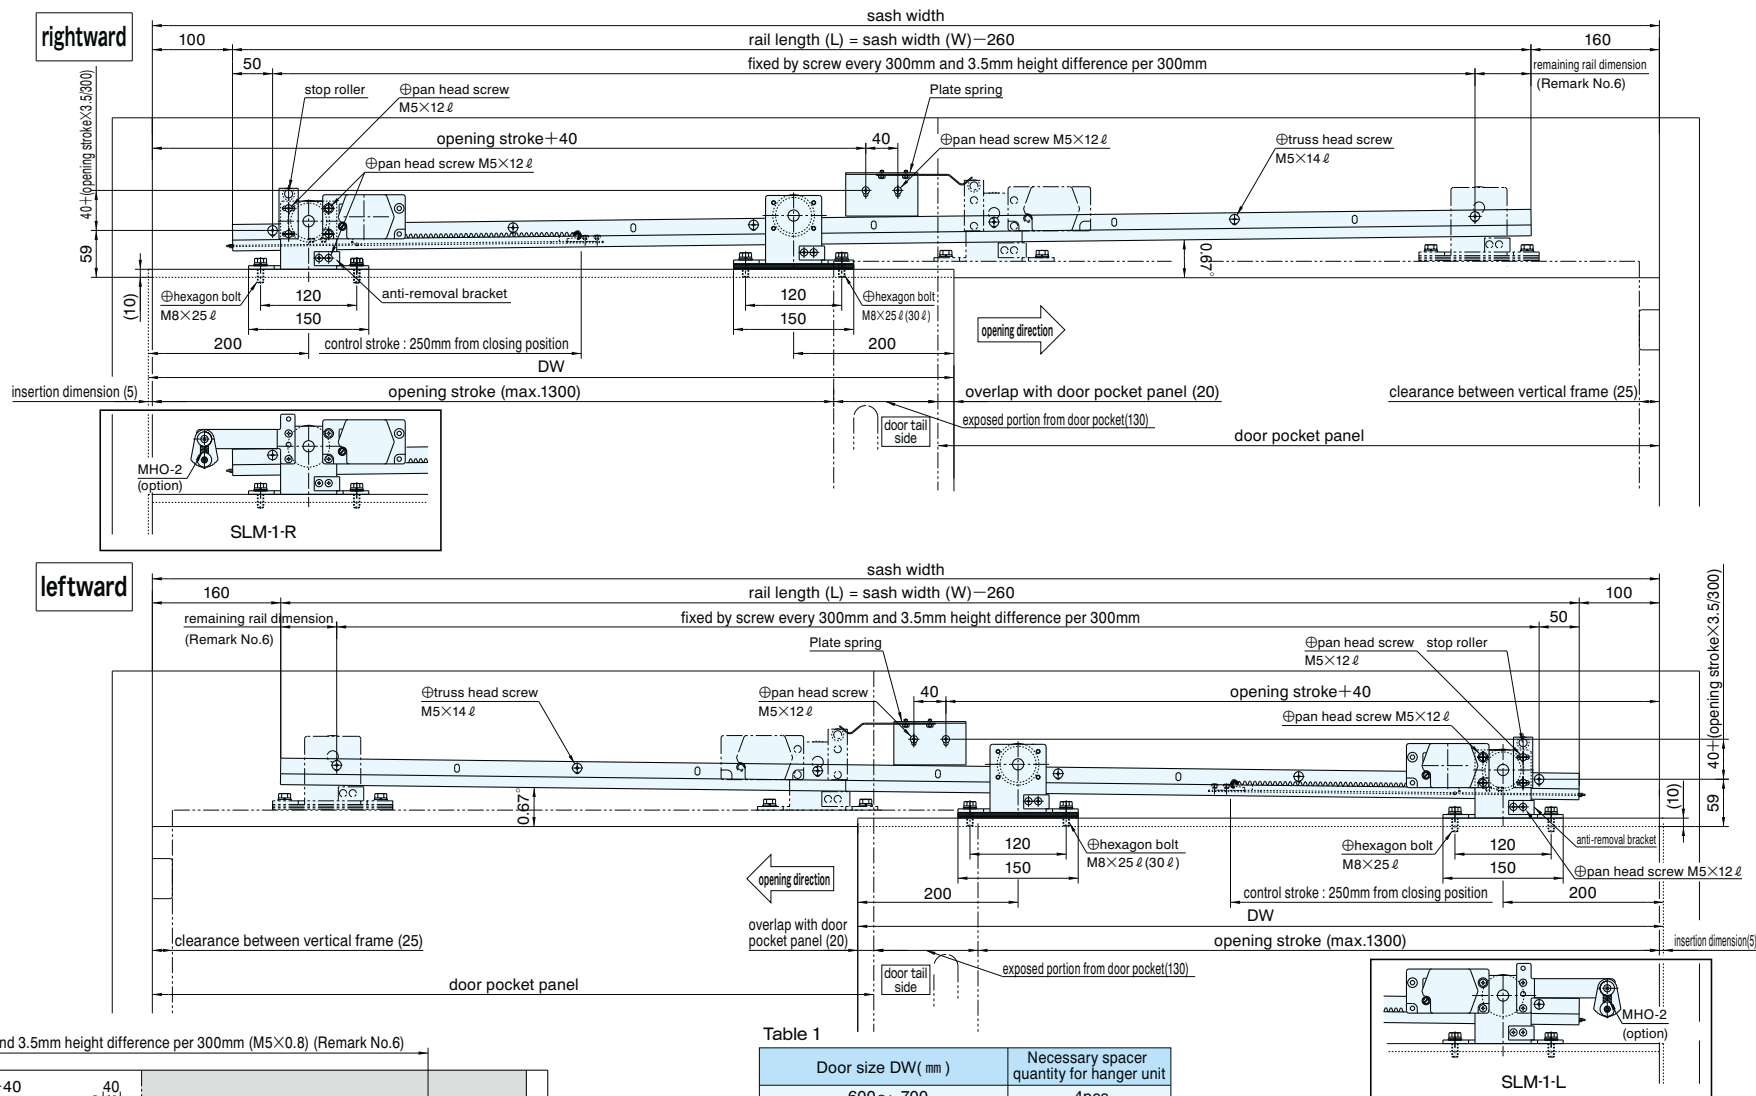 rightward
sash width
100
rail length (L) = sash width (W)−260
160
50
fixed by screw every 300mm and 3.5mm height difference per 300mm
remaining rail dimension
(Remark No.6)
stop roller
⊕pan head screw
M5×12ℓ
Plate spring
opening stroke+40
40
⊕pan head screw M5×12ℓ
⊕truss head screw
M5×14ℓ
⊕pan head screw M5×12ℓ
40+(opening stroke×3.5/300)
59
(10)
0.67°
⊕hexagon bolt
M8×25ℓ
120
150
anti-removal bracket
120
150
⊕hexagon bolt
M8×25ℓ(30ℓ)
opening direction
200
control stroke : 250mm from closing position
200
DW
insertion dimension (5)
opening stroke (max.1300)
overlap with door pocket panel (20)
clearance between vertical frame (25)
exposed portion from door pocket(130)
door tail
side
door pocket panel
MHO-2
(option)
SLM-1-R
leftward
sash width
160
rail length (L) = sash width (W)−260
100
remaining rail dimension
(Remark No.6)
fixed by screw every 300mm and 3.5mm height difference per 300mm
50
Plate spring
⊕pan head screw
M5×12ℓ
stop roller
⊕truss head screw
M5×14ℓ
⊕pan head screw
M5×12ℓ
40
opening stroke+40
⊕pan head screw M5×12ℓ
40+(opening stroke×3.5/300)
(10)
59
0.67°
120
150
⊕hexagon bolt
M8×25ℓ(30ℓ)
⊕hexagon bolt
M8×25ℓ
120
150
anti-removal bracket
⊕pan head screw M5×12ℓ
opening direction
200
control stroke : 250mm from closing position
200
DW
overlap with door
pocket panel (20)
clearance between vertical frame (25)
opening stroke (max.1300)
insertion dimension(5)
exposed portion from door pocket(130)
door tail
side
door pocket panel
MHO-2
(option)
SLM-1-L
nd 3.5mm height difference per 300mm (M5×0.8) (Remark No.6)
+40
40
Table 1
Door size DW( mm )
Necessary spacer
quantity for hanger unit
600~ 700
4pcs